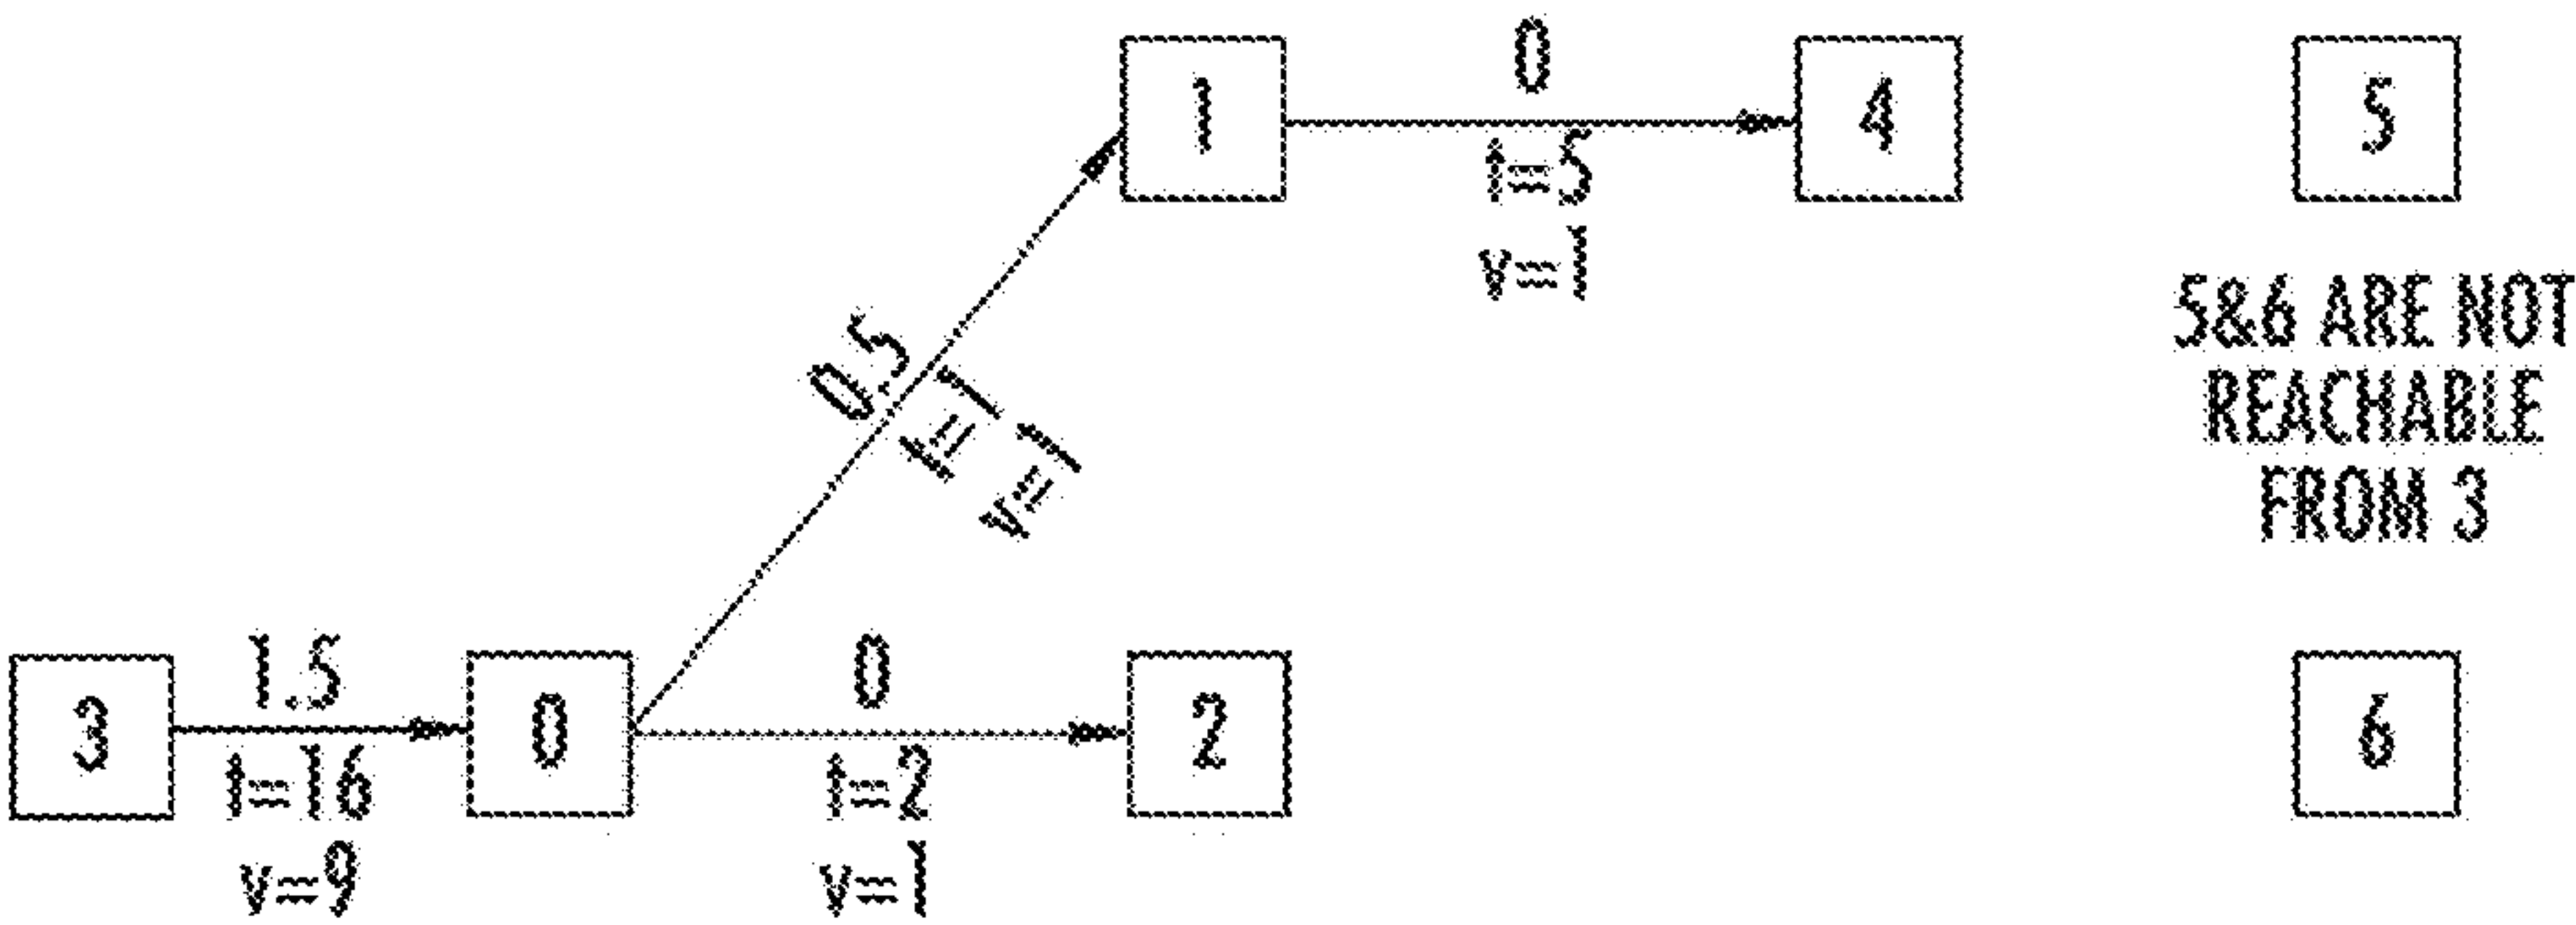 0
1
4
5
t=5
v=1
5&6 ARE NOT
REACHABLE
FROM 3
0.5
t=1
v=1
1.5
0
3
0
2
6
t=16
t=2
v=9
v=1